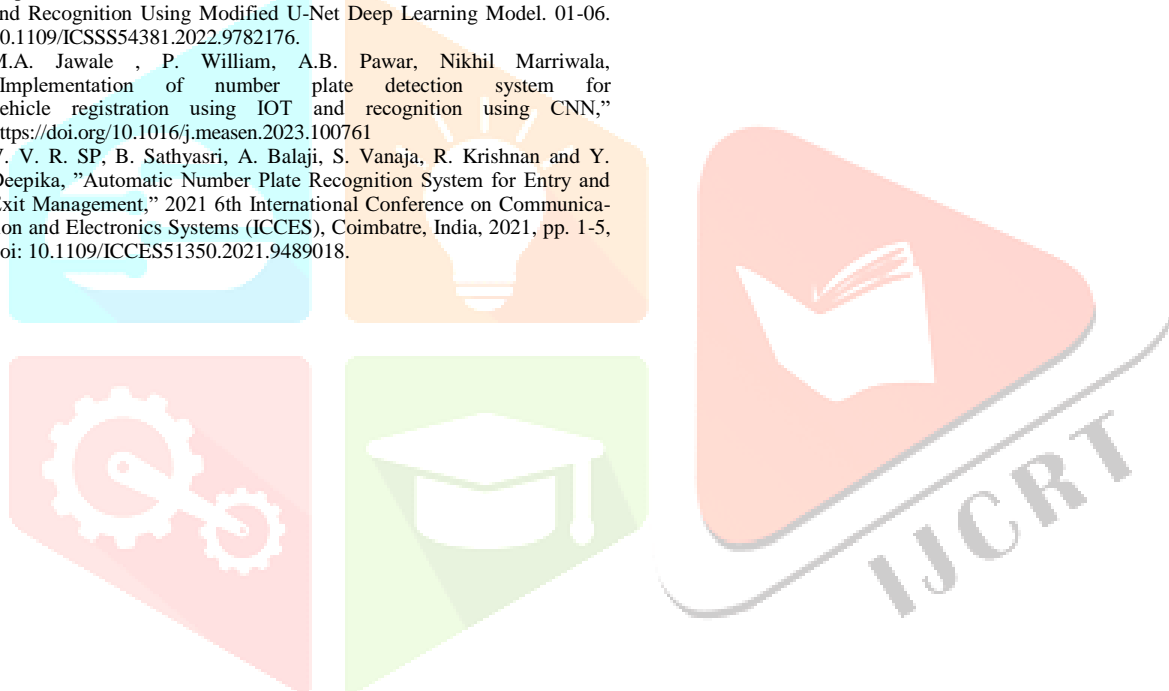 nd Recognition Using Modified U-Net Deep Learning Model. 01-06.
0.1109/ICSSS54381.2022.9782176.
M.A. Jawale , P. William, A.B. Pawar, Nikhil Marriwala,
Implementation of number plate detection system for
ehicle registration using IOT and recognition using CNN,”
ttps://doi.org/10.1016/j.measen.2023.100761
V. V. R. SP, B. Sathyasri, A. Balaji, S. Vanaja, R. Krishnan and Y.
Deepika, ”Automatic Number Plate Recognition System for Entry and
Exit Management,” 2021 6th International Conference on Communica-
ion and Electronics Systems (ICCES), Coimbatre, India, 2021, pp. 1-5,
oi: 10.1109/ICCES51350.2021.9489018.
IJCRT